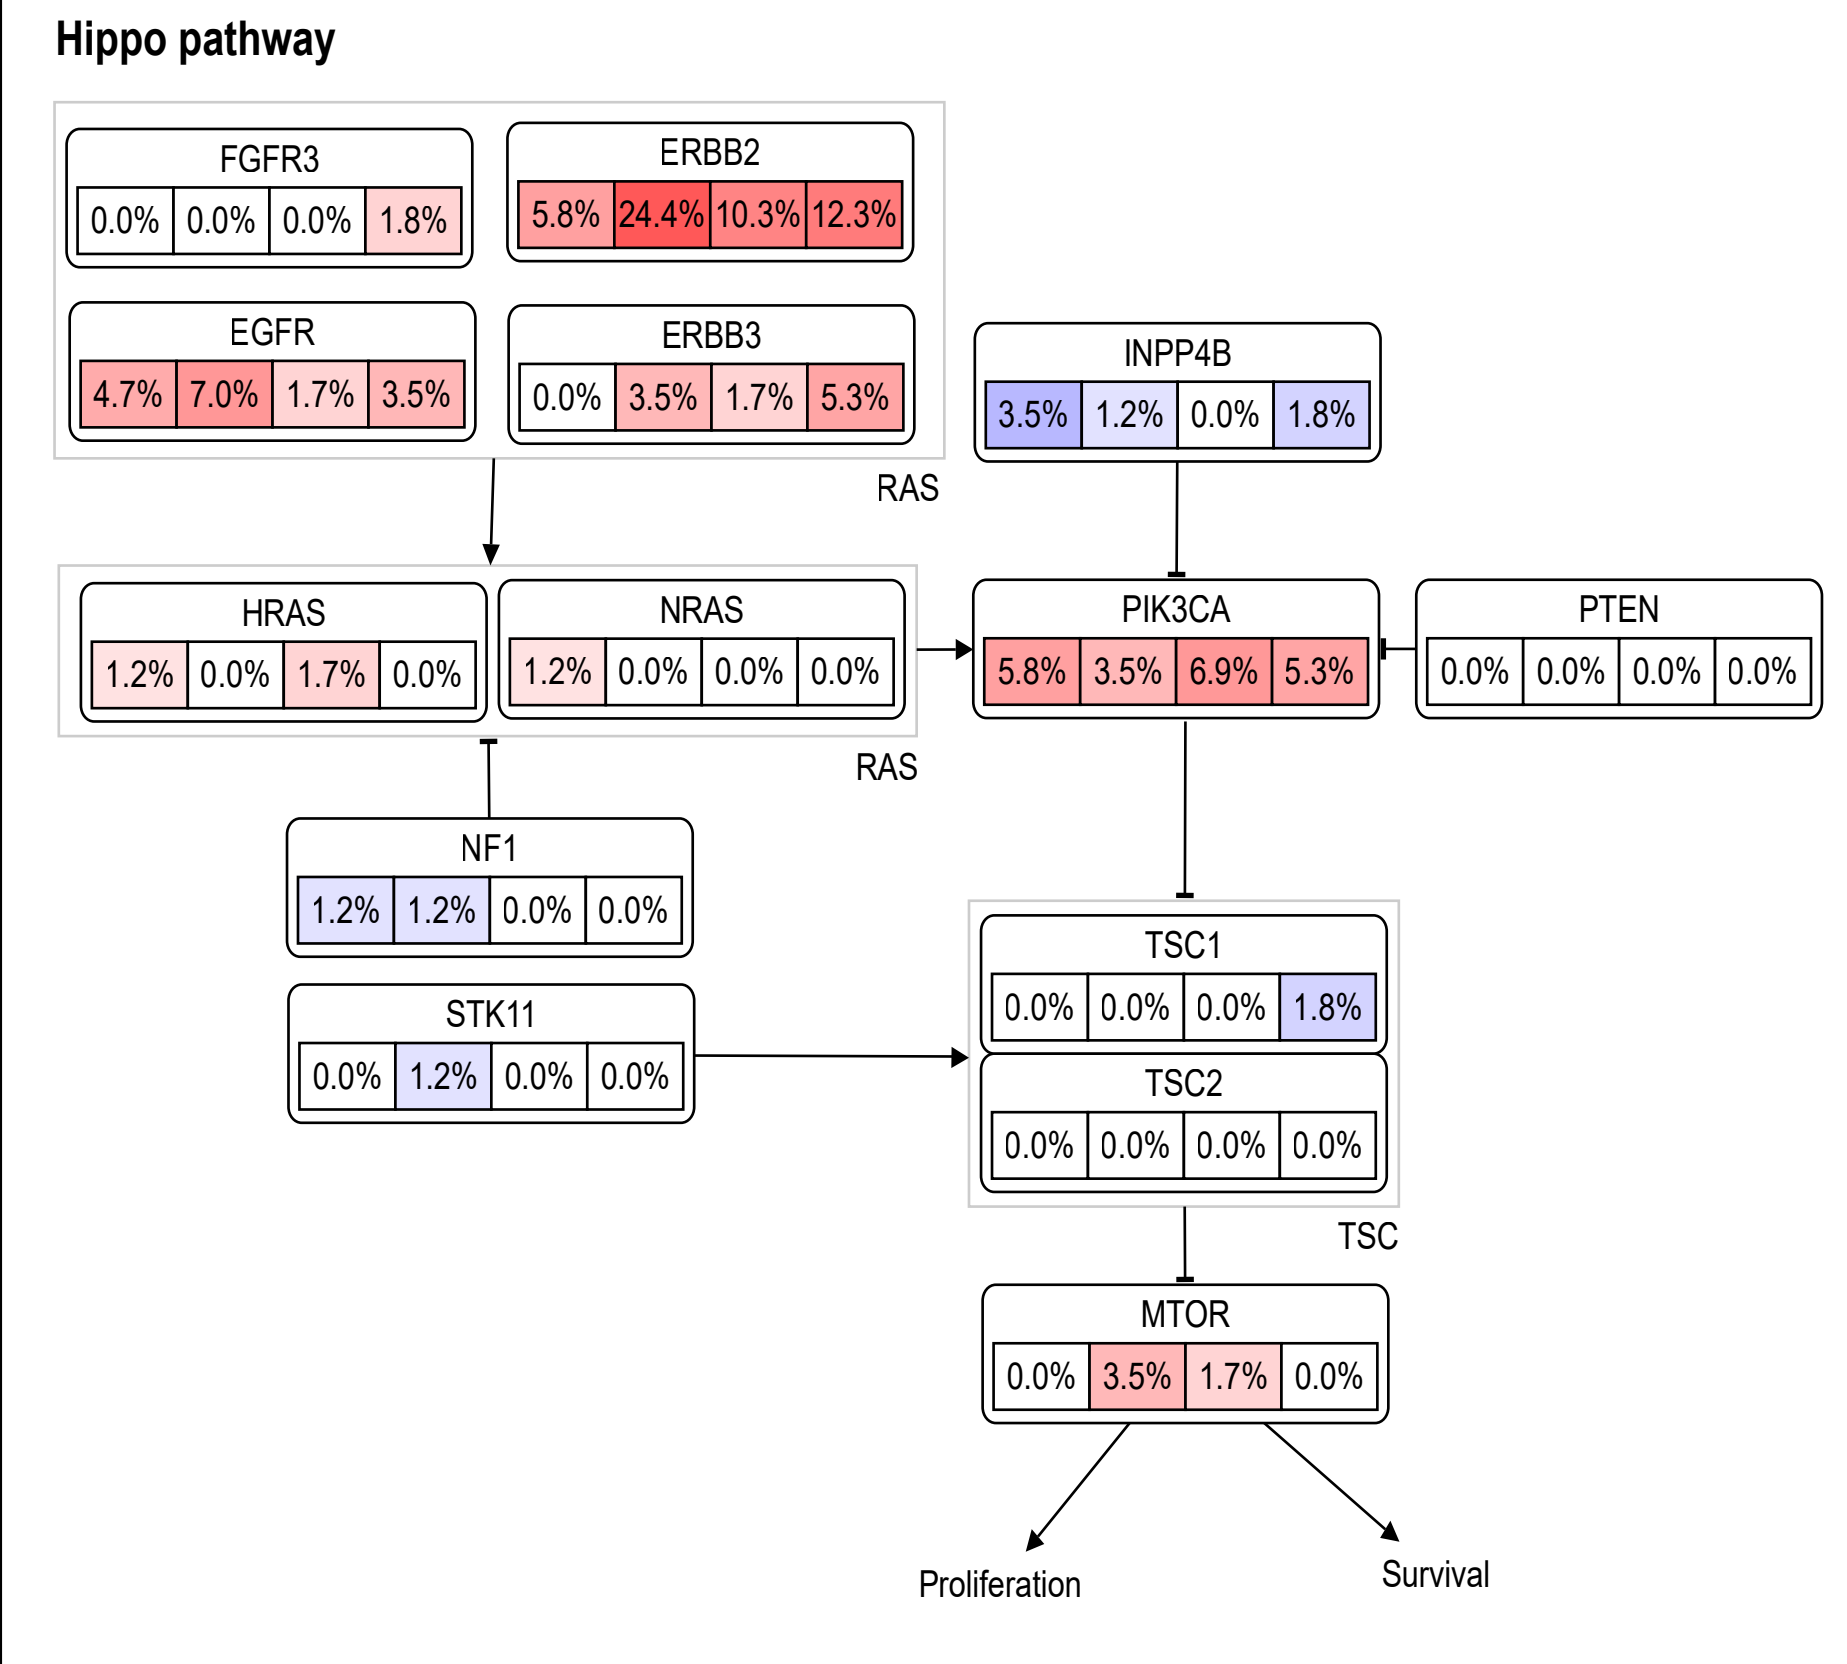 Hippo pathway
FGFR3
0.0% 0.0% 0.0% 1.8%
ERBB2
5.8% 24.4% 10.3% 12.3%
EGFR
4.7% 7.0% 1.7% 3.5%
ERBB3
0.0% 3.5% 1.7% 5.3%
RAS
INPP4B
3.5% 1.2% 0.0% 1.8%
HRAS
1.2% 0.0% 1.7% 0.0%
NRAS
1.2% 0.0% 0.0% 0.0%
RAS
PIK3CA
5.8% 3.5% 6.9% 5.3%
PTEN
0.0% 0.0% 0.0% 0.0%
NF1
1.2% 1.2% 0.0% 0.0%
STK11
0.0% 1.2% 0.0% 0.0%
TSC1
0.0% 0.0% 0.0% 1.8%
TSC2
0.0% 0.0% 0.0% 0.0%
TSC
MTOR
0.0% 3.5% 1.7% 0.0%
Proliferation
Survival